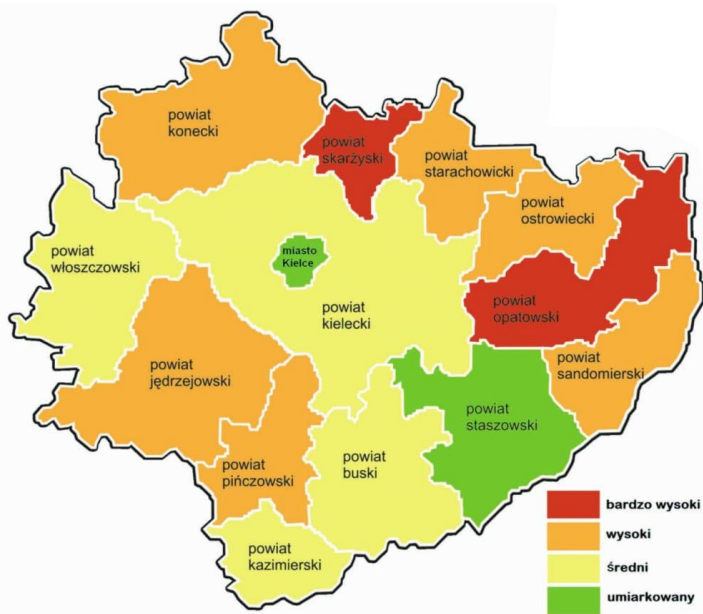 powiat
konecki
powiat
skarżyski
powiat
starachowicki
powiat
ostrowiecki
powiat
włoszczowski
miasto
Kielce
powiat
kielecki
powiat
opatowski
powiat
jędrzejowski
powiat
sandomierski
powiat
staszowski
powiat
pińczowski
powiat
buski
powiat
kazimierski
bardzo wysoki
wysoki
średni
umiarkowany